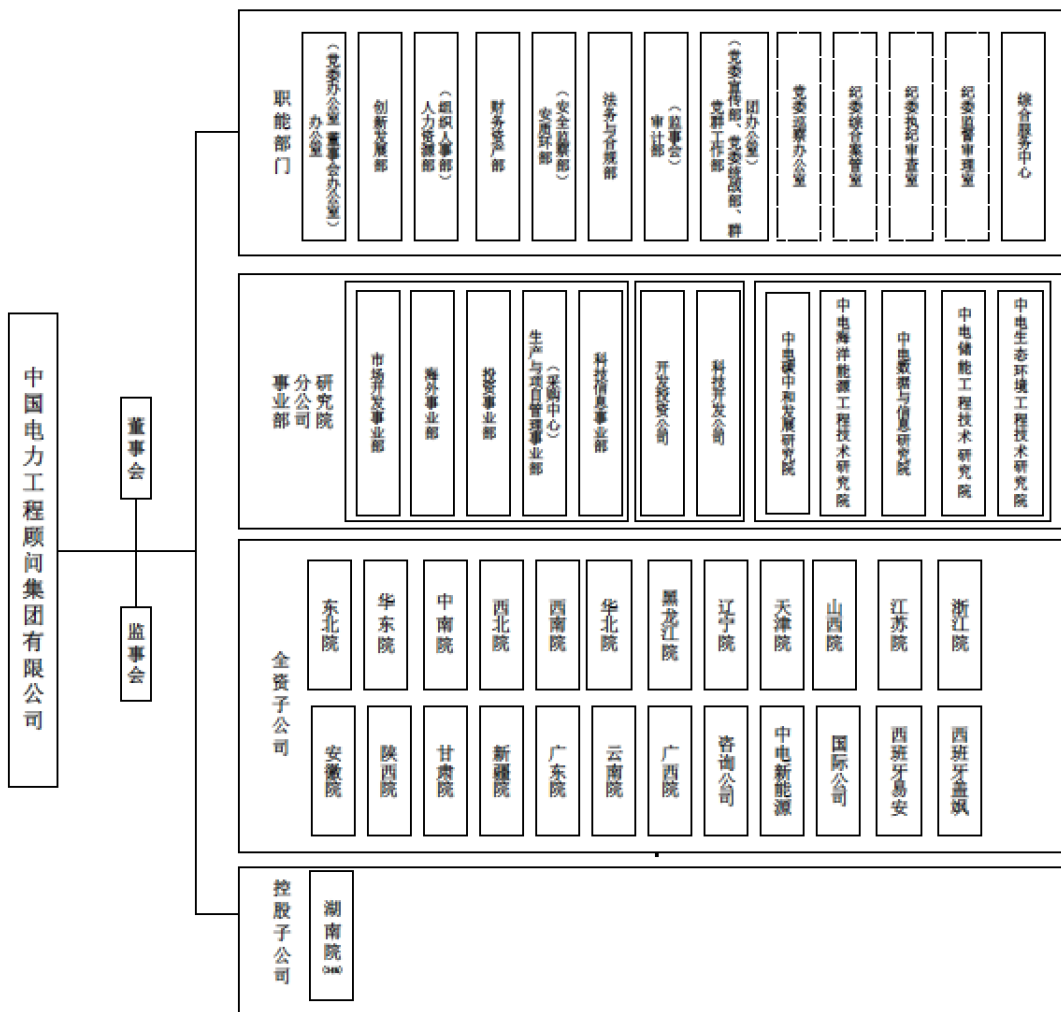 中国电力工程顾问集团有限公司
董事会
监事会
职能部门
办公室
（党委办公室 董事会办公室）
创新发展部
人力资源部
（组织人事部）
财务资产部
安质环部
（安全监察部）
法务与合规部
审计部
（监事会）
党群工作部
（党委宣传部、党委统战部、群
团办公室）
党委巡察办公室
纪委综合案管室
纪委执纪审查室
纪委监督审理室
综合服务中心
事业部
分公司
研究院
市场开发事业部
海外事业部
投资事业部
生产与项目管理事业部
（采购中心）
科技信息事业部
开发投资公司
科技开发公司
中电碳中和发展研究院
中电海洋能源工程技术研究院
中电数据与信息研究院
中电储能工程技术研究院
中电生态环境工程技术研究院
全资子公司
东北院
华东院
中南院
西北院
西南院
华北院
黑龙江院
辽宁院
天津院
山西院
江苏院
浙江院
安徽院
陕西院
甘肃院
新疆院
广东院
云南院
广西院
咨询公司
中电新能源
国际公司
西班牙易安
西班牙盖飒
控股子公司
湖南院